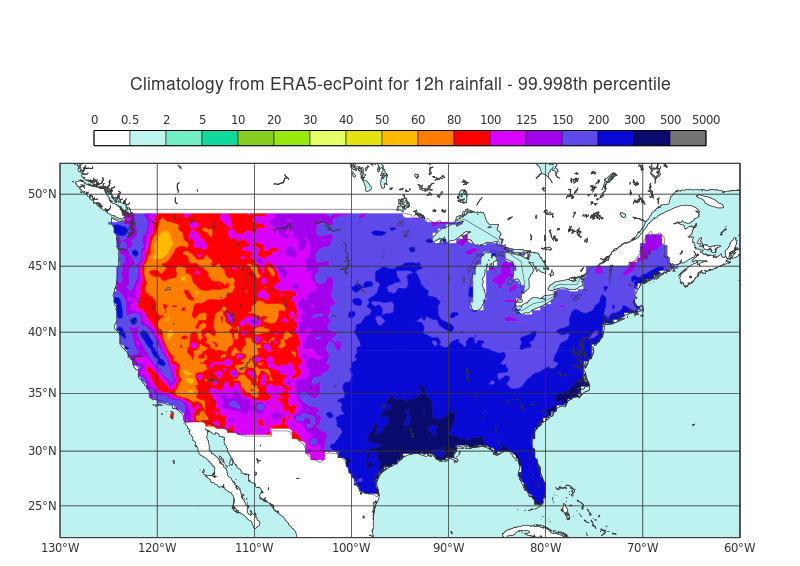 Climatology from ERA5-ecPoint for 12h rainfall - 99.998th percentile
0 0.5 2 5 10 20 30 40 50 60 80 100 125 150 200 300 500 5000
50°N
45°N
40°N
35°N
30°N
25°N
130°W 120°W 110°W 100°W 90°W 80°W 70°W 60°W